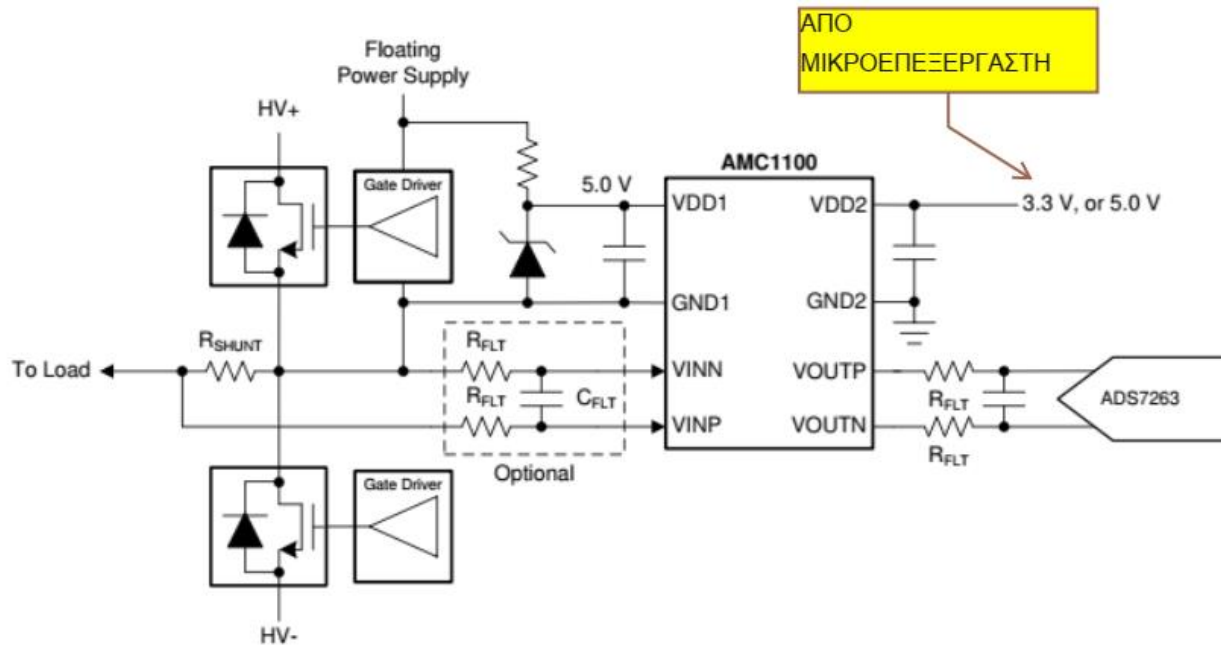 ΑΠΟ
ΜΙΚΡΟΕΠΕΞΕΡΓΑΣΤΗ
Floating
Power Supply
HV+
Gate Driver
5.0 V
AMC1100
VDD1
VDD2
3.3 V, or 5.0 V
GND1
GND2
RSHUNT
To Load
RFLT
RFLT
CFLT
Optional
VINN
VINP
VOUTP
VOUTN
RFLT
RFLT
ADS7263
Gate Driver
HV-